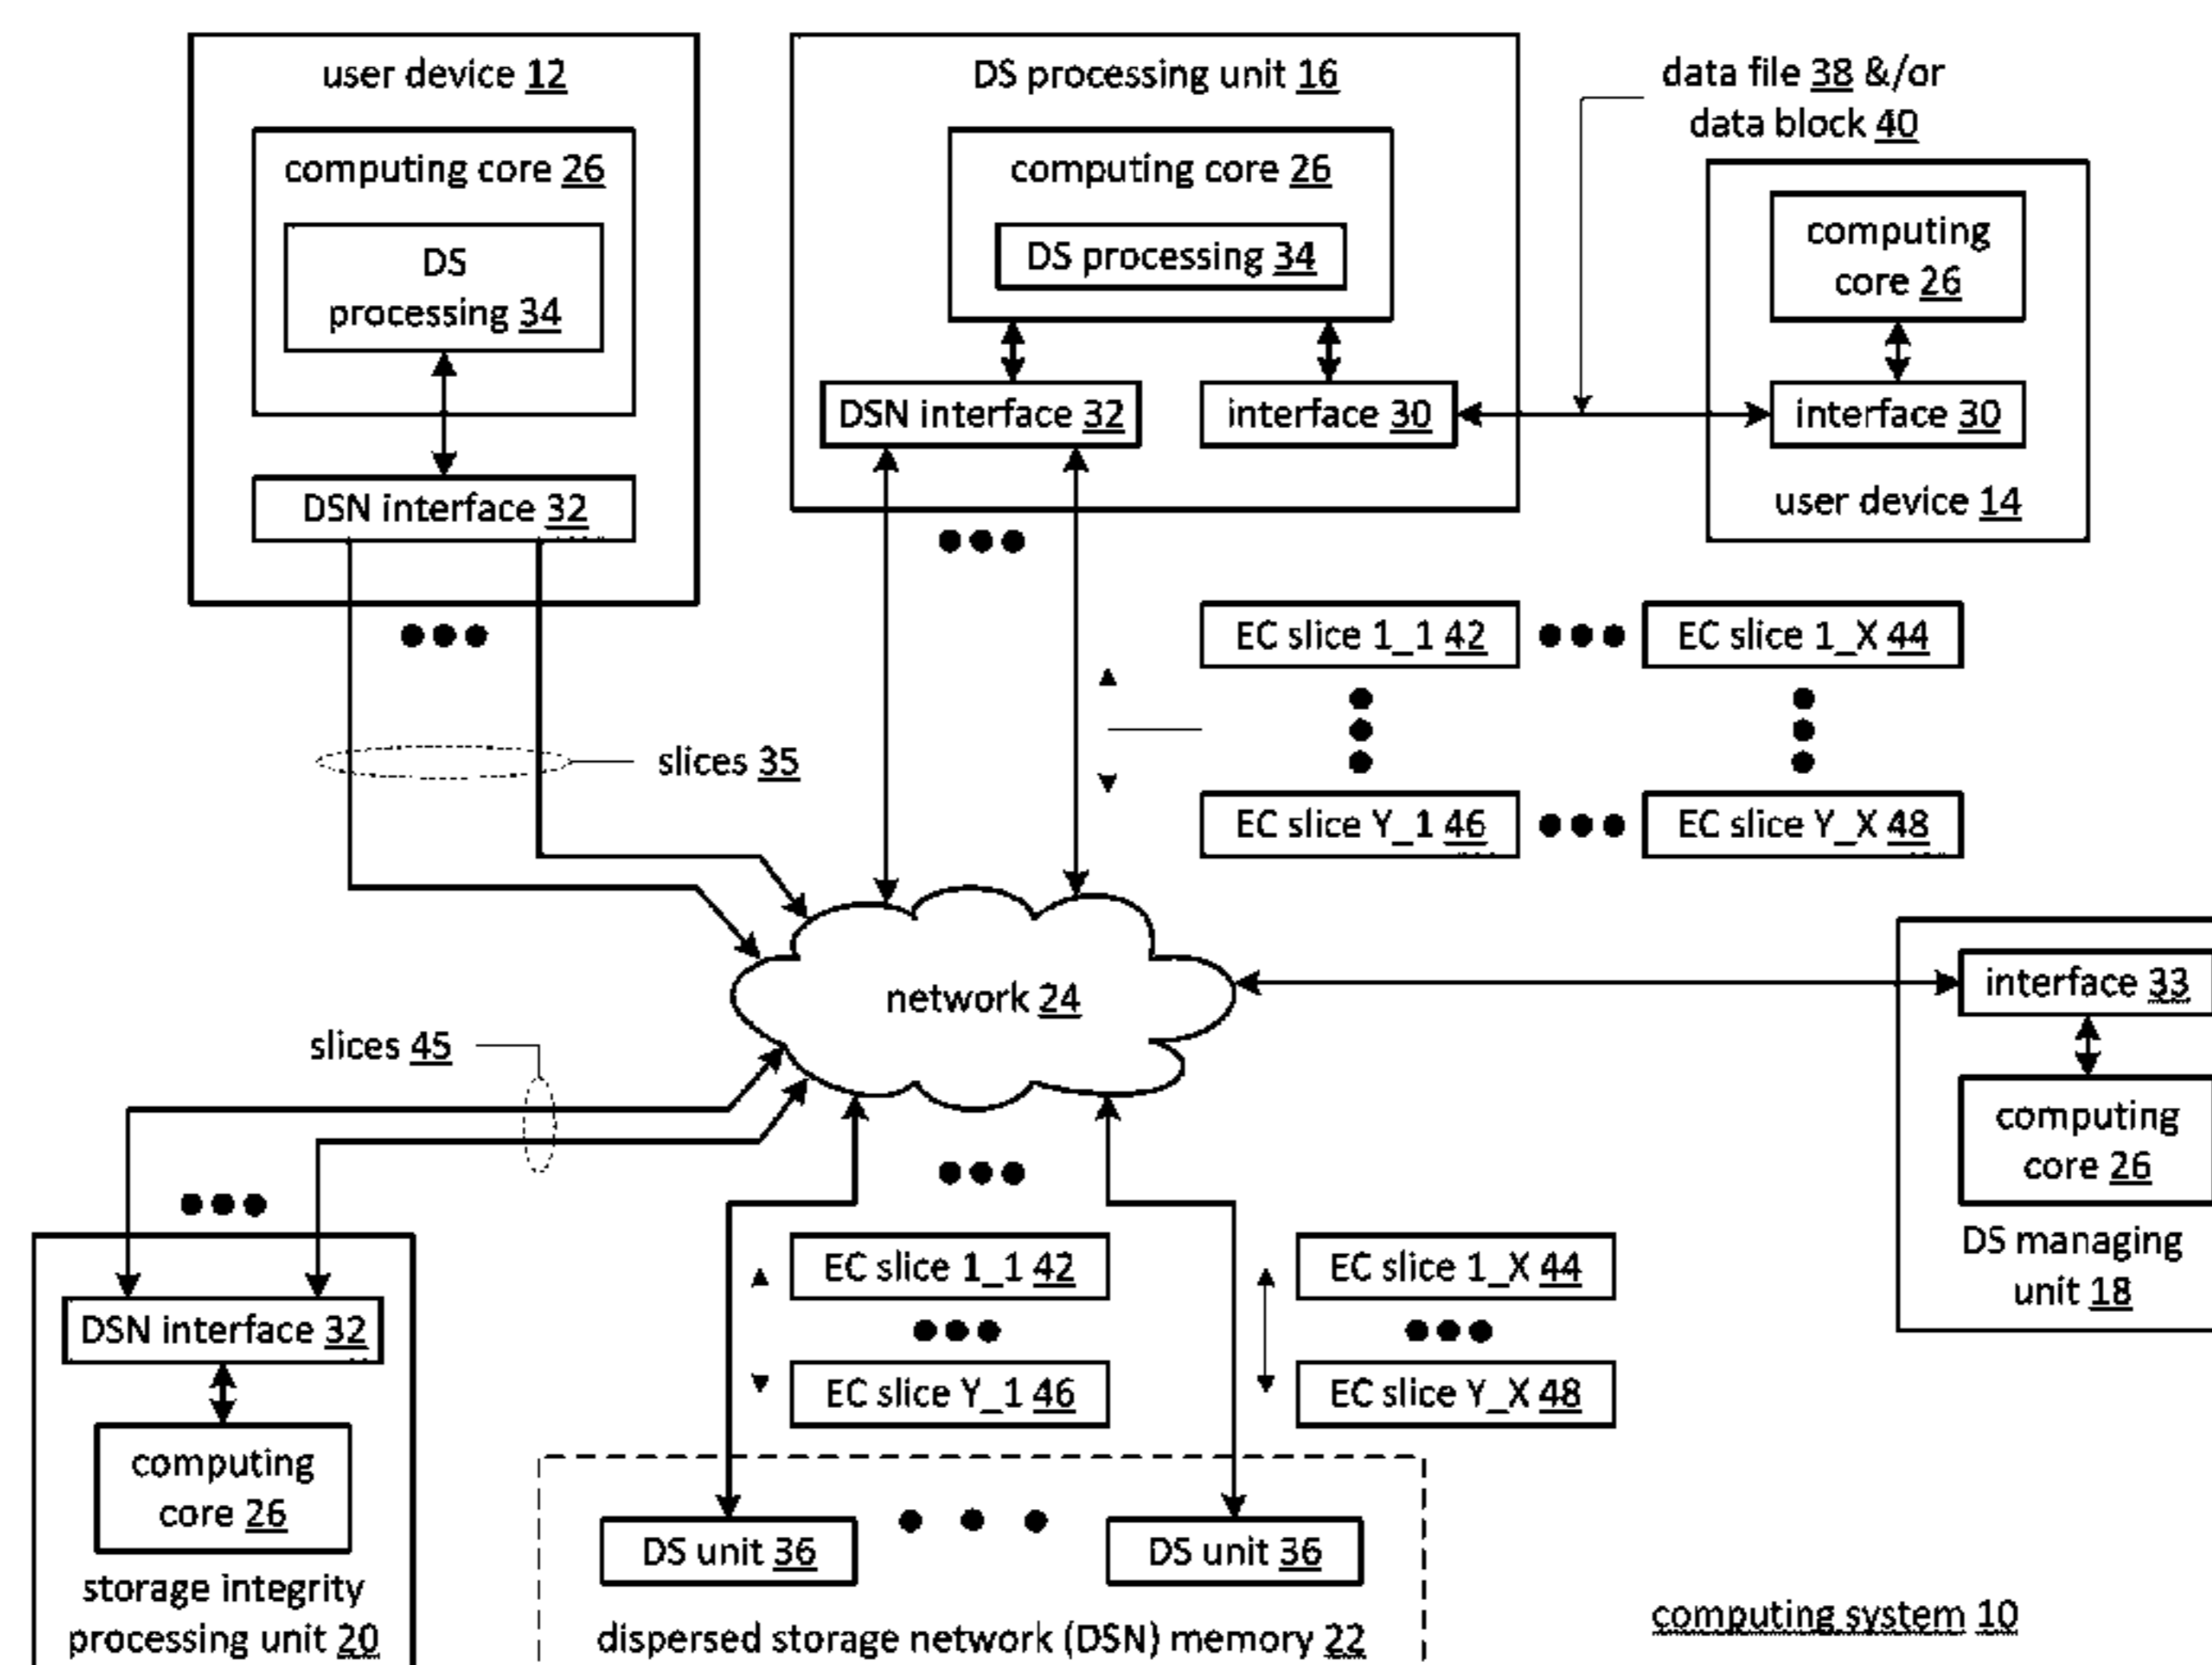 user device 12
computing core 26
DS
processing 34
DSN interface 32
DS processing unit 16
computing core 26
DS processing 34
DSN interface 32
interface 30
data file 38 &/or
data block 40
computing
core 26
interface 30
user device 14
slices 35
EC slice 1_1 42
EC slice 1_X 44
EC slice Y_1 46
EC slice Y_X 48
network 24
interface 33
computing
core 26
DS managing
unit 18
slices 45
DSN interface 32
computing
core 26
storage integrity
processing unit 20
EC slice 1_1 42
EC slice Y_1 46
EC slice 1_X 44
EC slice Y_X 48
DS unit 36
DS unit 36
dispersed storage network (DSN) memory 22
computing system 10